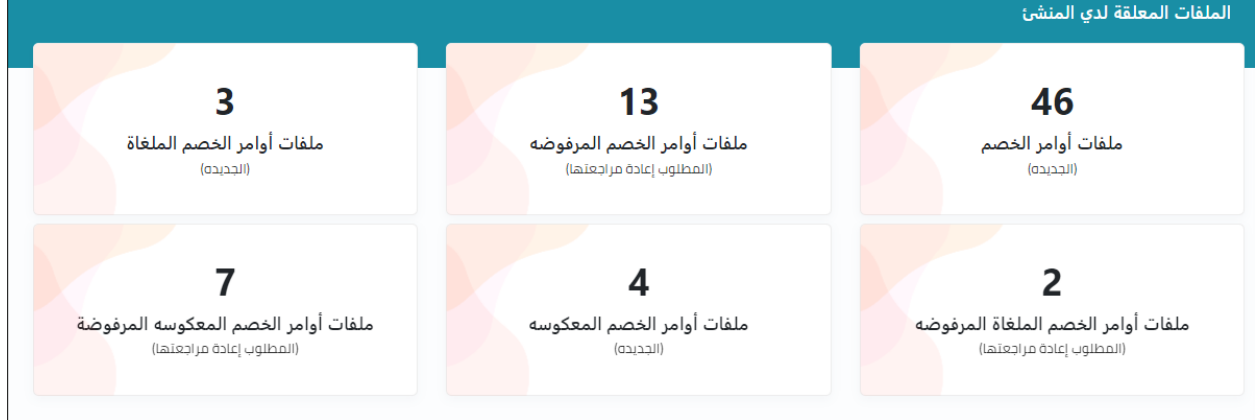 الملفات المعلقة لدي المنشئ
46
ملفات أوامر الخصم
(الجديده)
13
ملفات أوامر الخصم المرفوضه
(المطلوب إعادة مراجعتها)
3
ملفات أوامر الخصم الملغاة
(الجديده)
2
ملفات أوامر الخصم الملغاة المرفوضه
(المطلوب إعادة مراجعتها)
4
ملفات أوامر الخصم المعكوسه
(الجديده)
7
ملفات أوامر الخصم المعكوسه المرفوضة
(المطلوب إعادة مراجعتها)